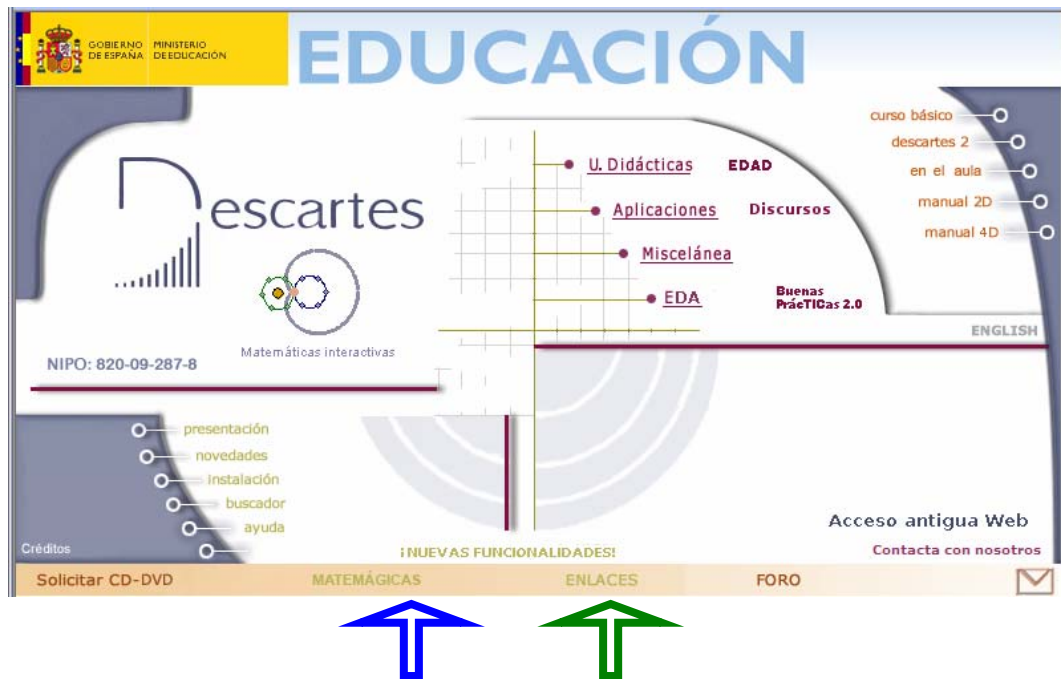 GOBIERNO DE ESPAÑA
MINISTERIO DE EDUCACIÓN
EDUCACIÓN
Descartes
Matemáticas interactivas
NIPO: 820-09-287-8
U. Didácticas EDAD
Aplicaciones Discursos
Miscelánea
EDA Buenas PrácTICas 2.0
curso básico
descartes 2
en el aula
manual 2D
manual 4D
ENGLISH
presentación
novedades
instalación
buscador
ayuda
Créditos
¡NUEVAS FUNCIONALIDADES!
Acceso antigua Web
Contacta con nosotros
Solicitar CD-DVD MATEMÁGICAS ENLACES FORO